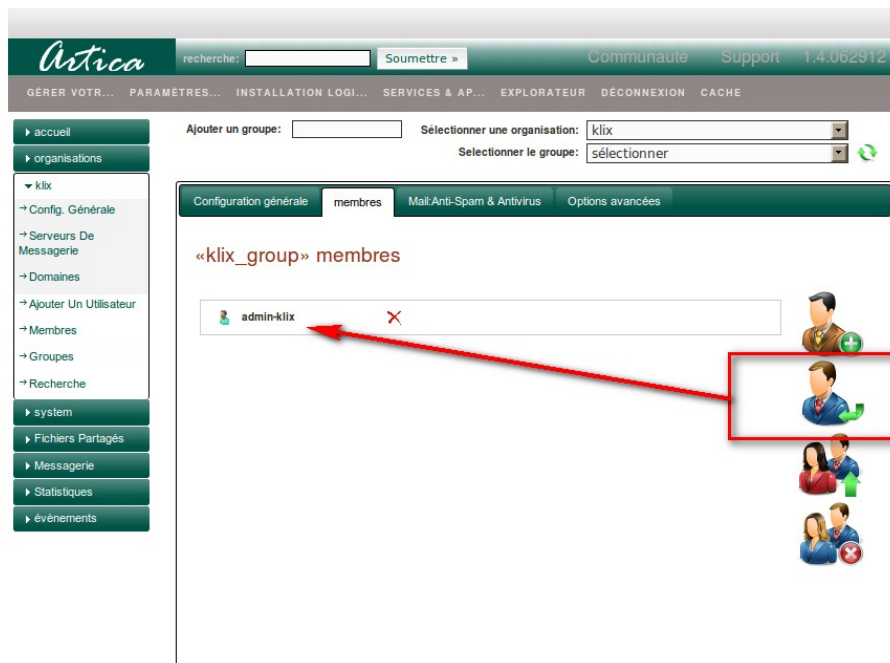 Artica
recherche:
Soumettre »
Communauté Support 1.4.062912
GÉRER VOTR... PARAMÈTRES... INSTALLATION LOGI... SERVICES & AP... EXPLORATEUR DÉCONNEXION CACHE
accueil
organisations
klix
Config. Générale
Serveurs De
Messagerie
Domaines
Ajouter Un Utilisateur
Membres
Groupes
Recherche
system
Fichiers Partagés
Messagerie
Statistiques
évènements
Ajouter un groupe:
Sélectionner une organisation: klix
Selectionner le groupe: sélectionner
Configuration générale membres Mail:Anti-Spam & Antivirus Options avancées
«klix_group» membres
admin-klix